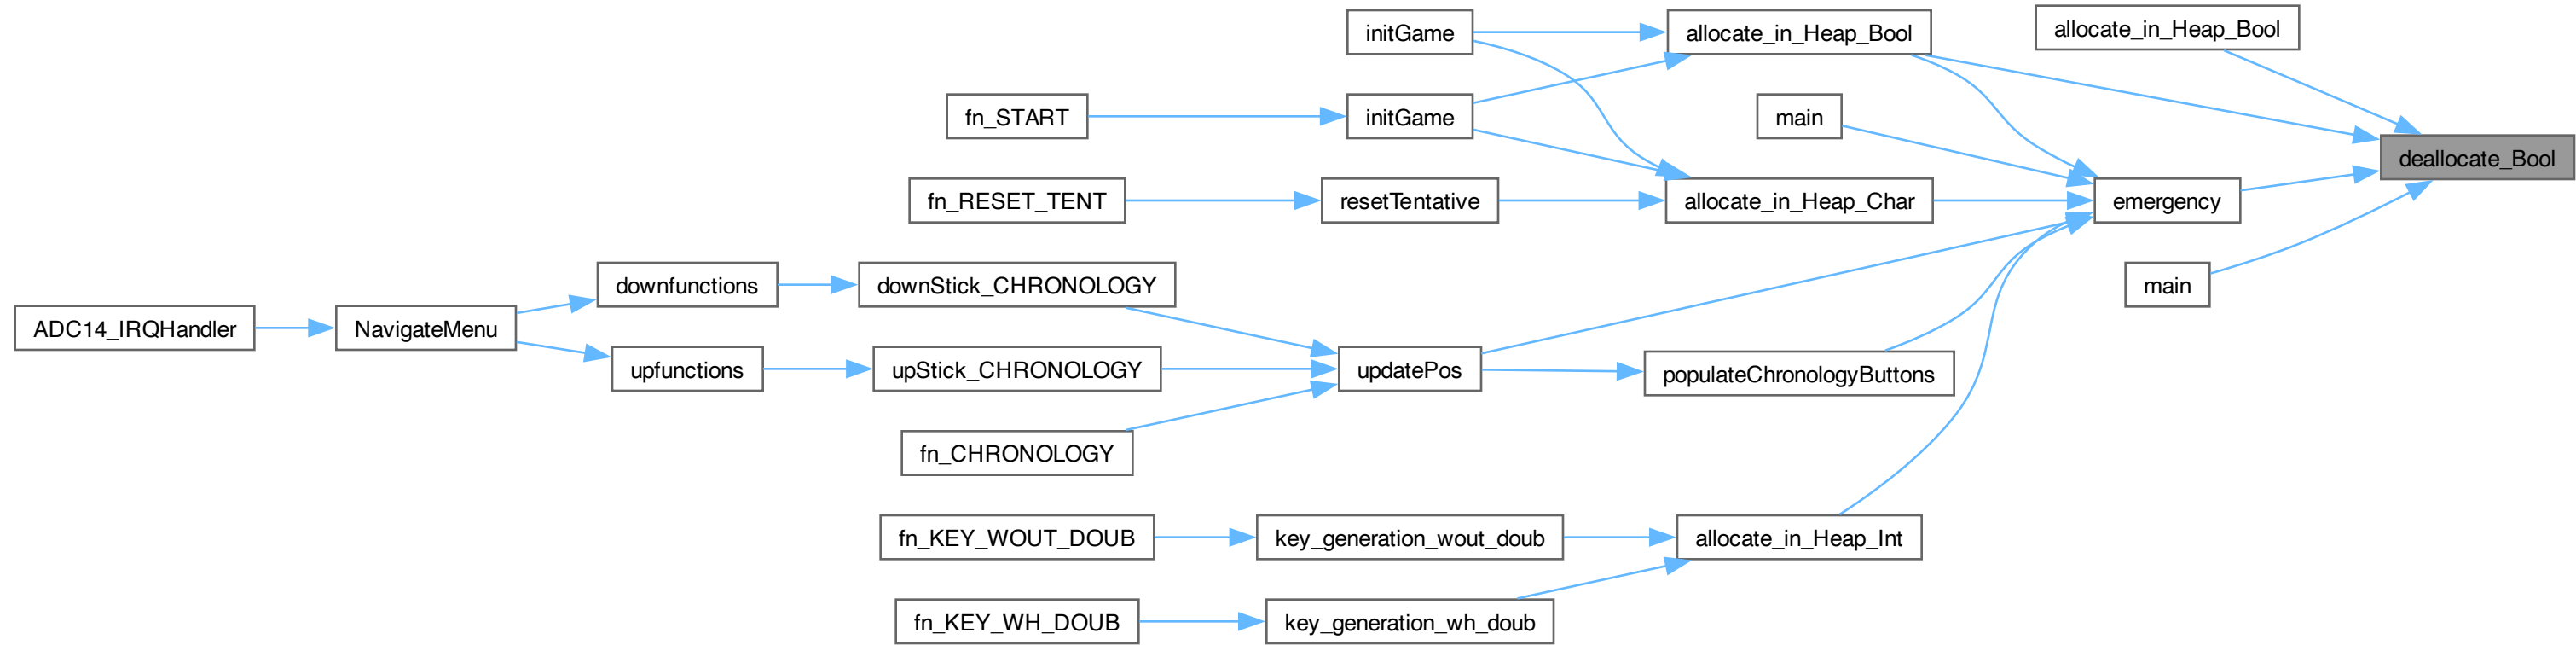 initGame
allocate_in_Heap_Bool
allocate_in_Heap_Bool
fn_START
initGame
main
deallocate_Bool
fn_RESET_TENT
resetTentative
allocate_in_Heap_Char
emergency
downfunctions
downStick_CHRONOLOGY
main
ADC14_IRQHandler
NavigateMenu
upfunctions
upStick_CHRONOLOGY
updatePos
populateChronologyButtons
fn_CHRONOLOGY
fn_KEY_WOUT_DOUB
key_generation_wout_doub
allocate_in_Heap_Int
fn_KEY_WH_DOUB
key_generation_wh_doub